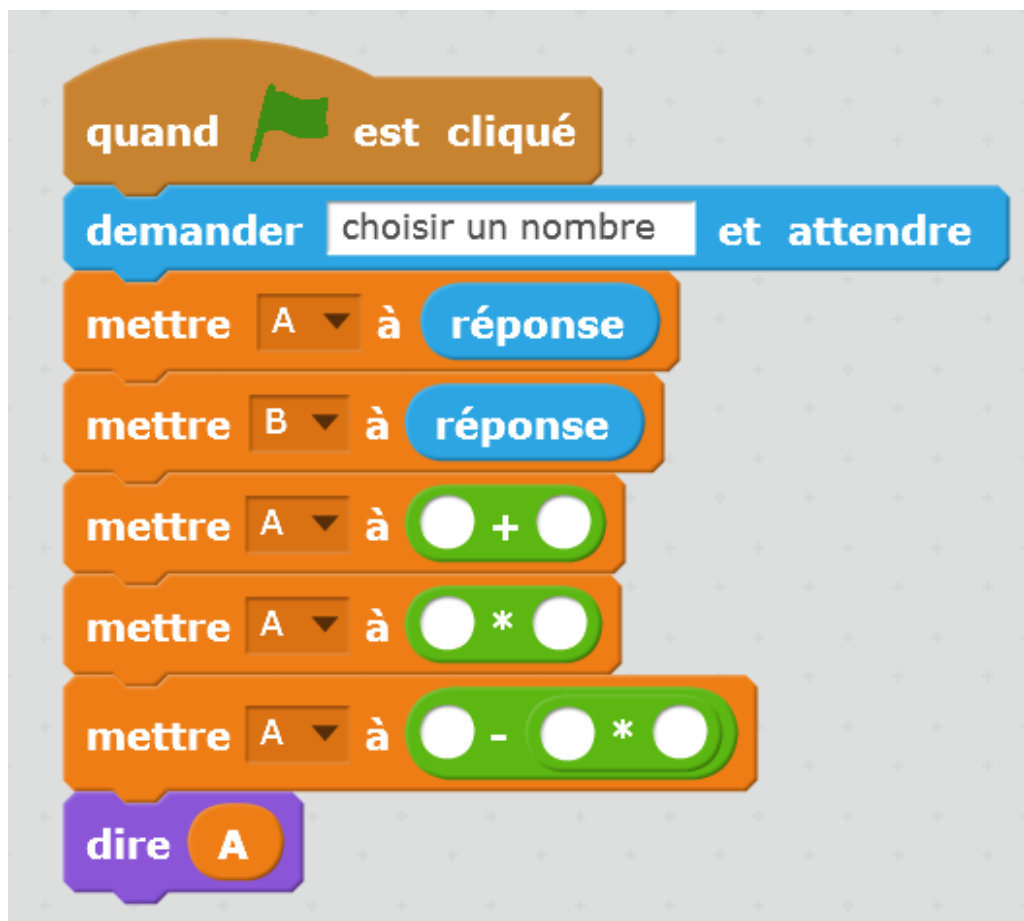 quand est cliqué
demander choisir un nombre et attendre
mettre A à réponse
mettre B à réponse
mettre A à +
mettre A à *
mettre A à - *
dire A